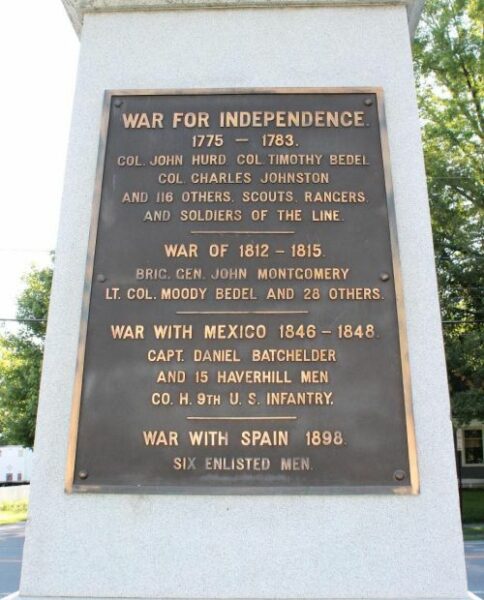 WAR FOR INDEPENDENCE.
1775 – 1783.
COL. JOHN HURD COL. TIMOTHY BEDEL
COL. CHARLES JOHNSTON
AND 116 OTHERS. SCOUTS. RANGERS.
AND SOLDIERS OF THE LINE.
WAR OF 1812 – 1815.
BRIG. GEN. JOHN MONTGOMERY
LT. COL. MOODY BEDEL AND 28 OTHERS.
WAR WITH MEXICO 1846 – 1848.
CAPT. DANIEL BATCHELDER
AND 15 HAVERHILL MEN
CO. H. 9TH U. S. INFANTRY.
WAR WITH SPAIN 1898.
SIX ENLISTED MEN.